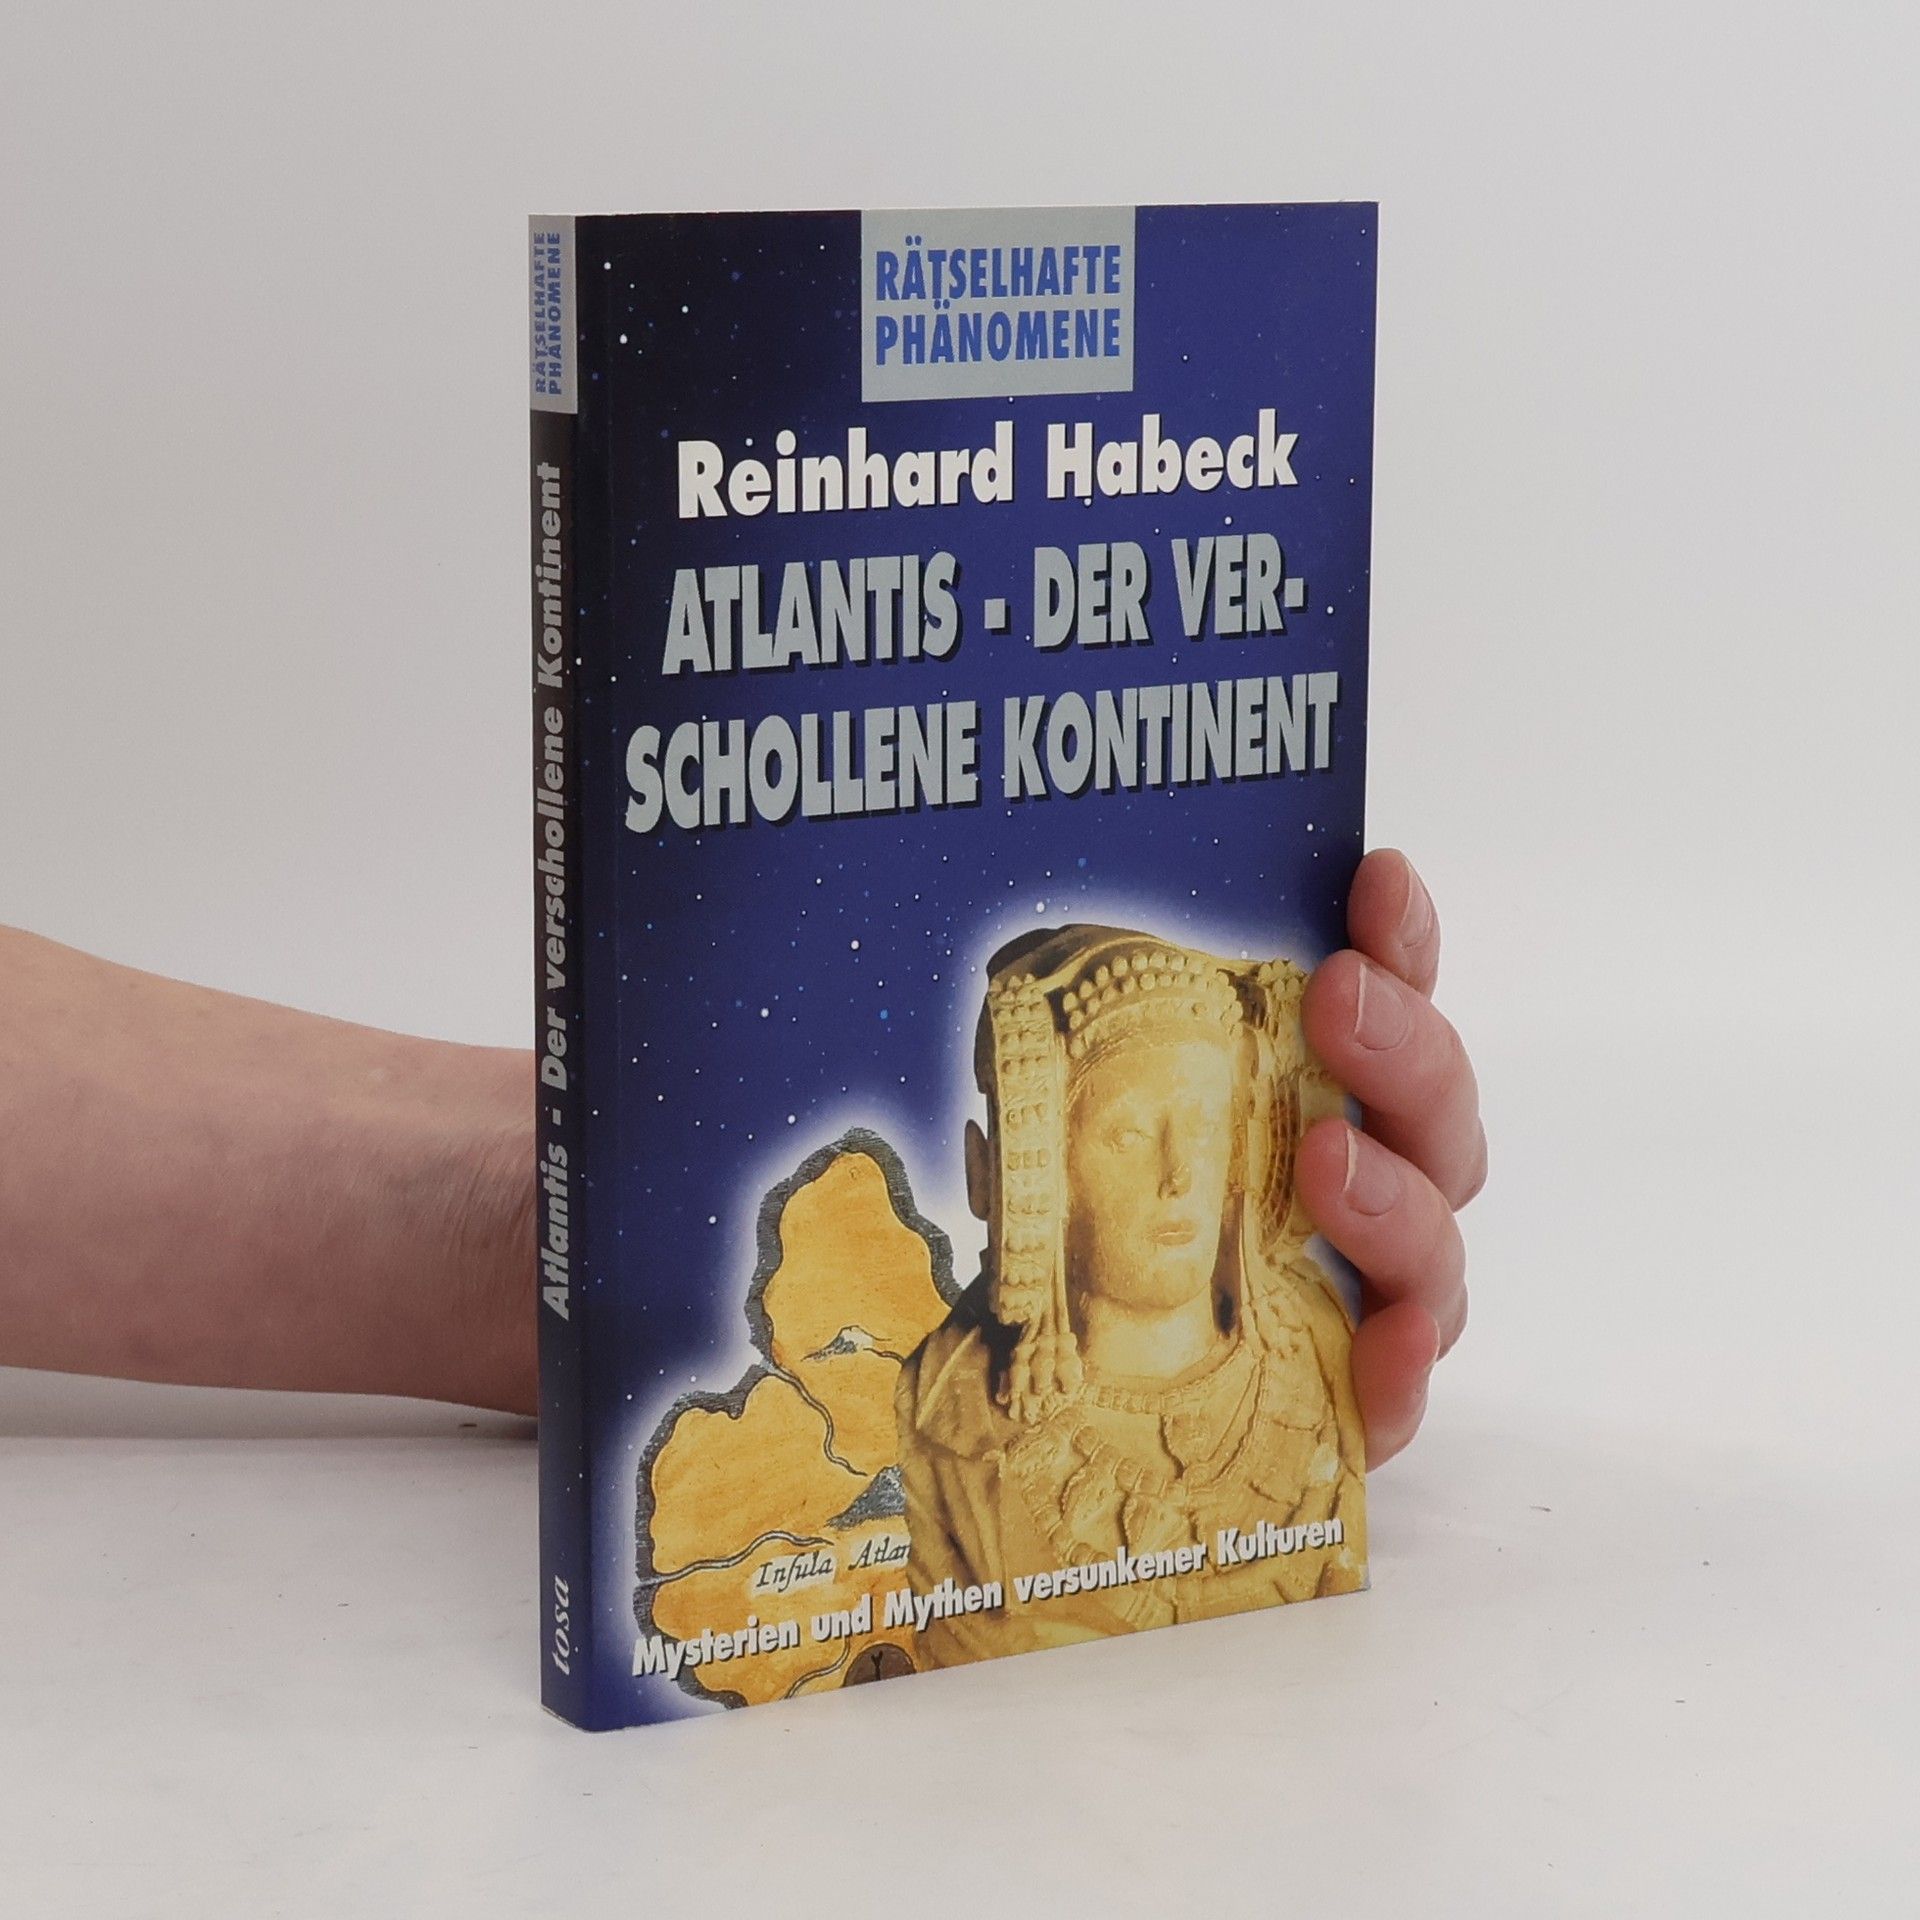 RÄTSELHAFTE
PHÄNOMENE
Reinhard Habeck
ATLANTIS - DER VER-
SCHOLLENE KONTINENT
Insula Atlan
Mysterien und Mythen versunkener Kulturen
RÄTSELHAFTE
PHÄNOMENE
Atlantis - Der verschollene Kontinent
tosa